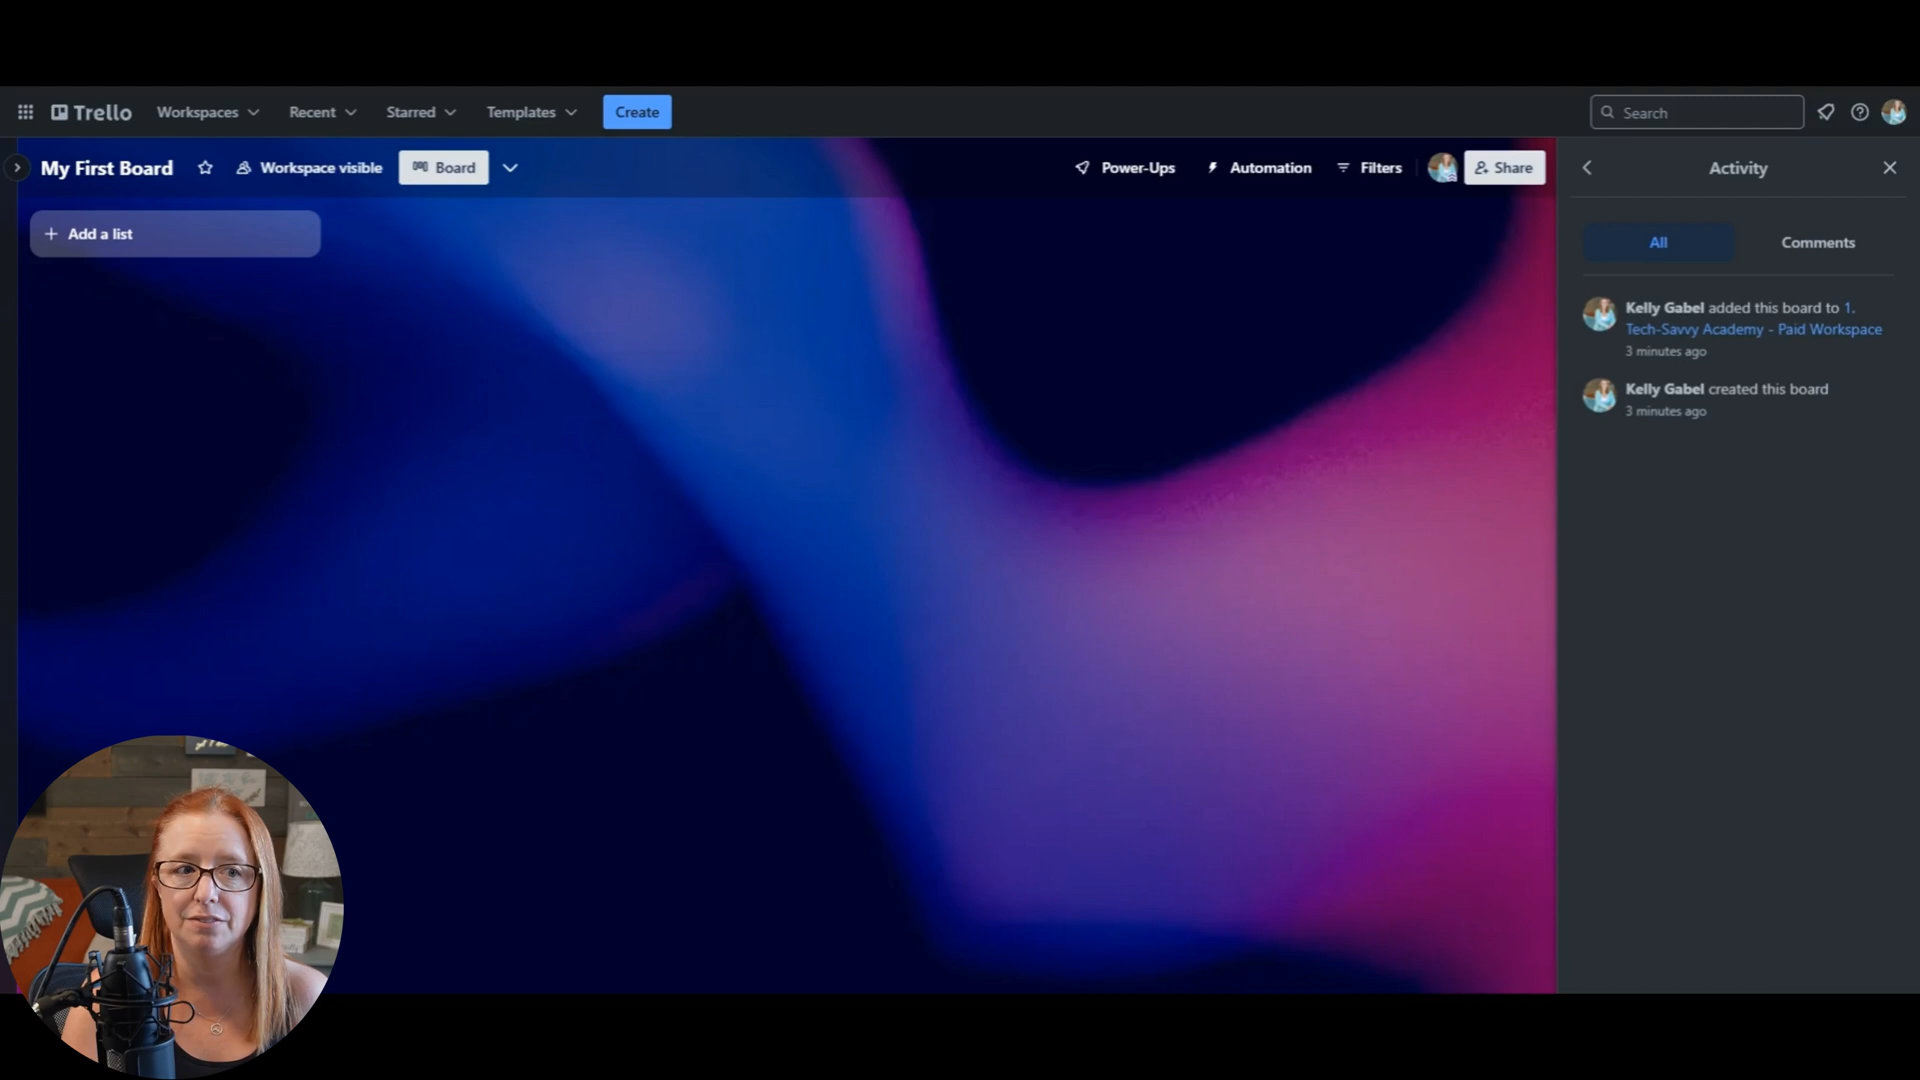 Trello Workspaces Recent Starred Templates Create Search
My First Board Workspace visible Board Power-Ups Automation Filters Share Activity
Add a list
All Comments
Kelly Gabel added this board to 1.
Tech-Savvy Academy - Paid Workspace
3 minutes ago
Kelly Gabel created this board
3 minutes ago